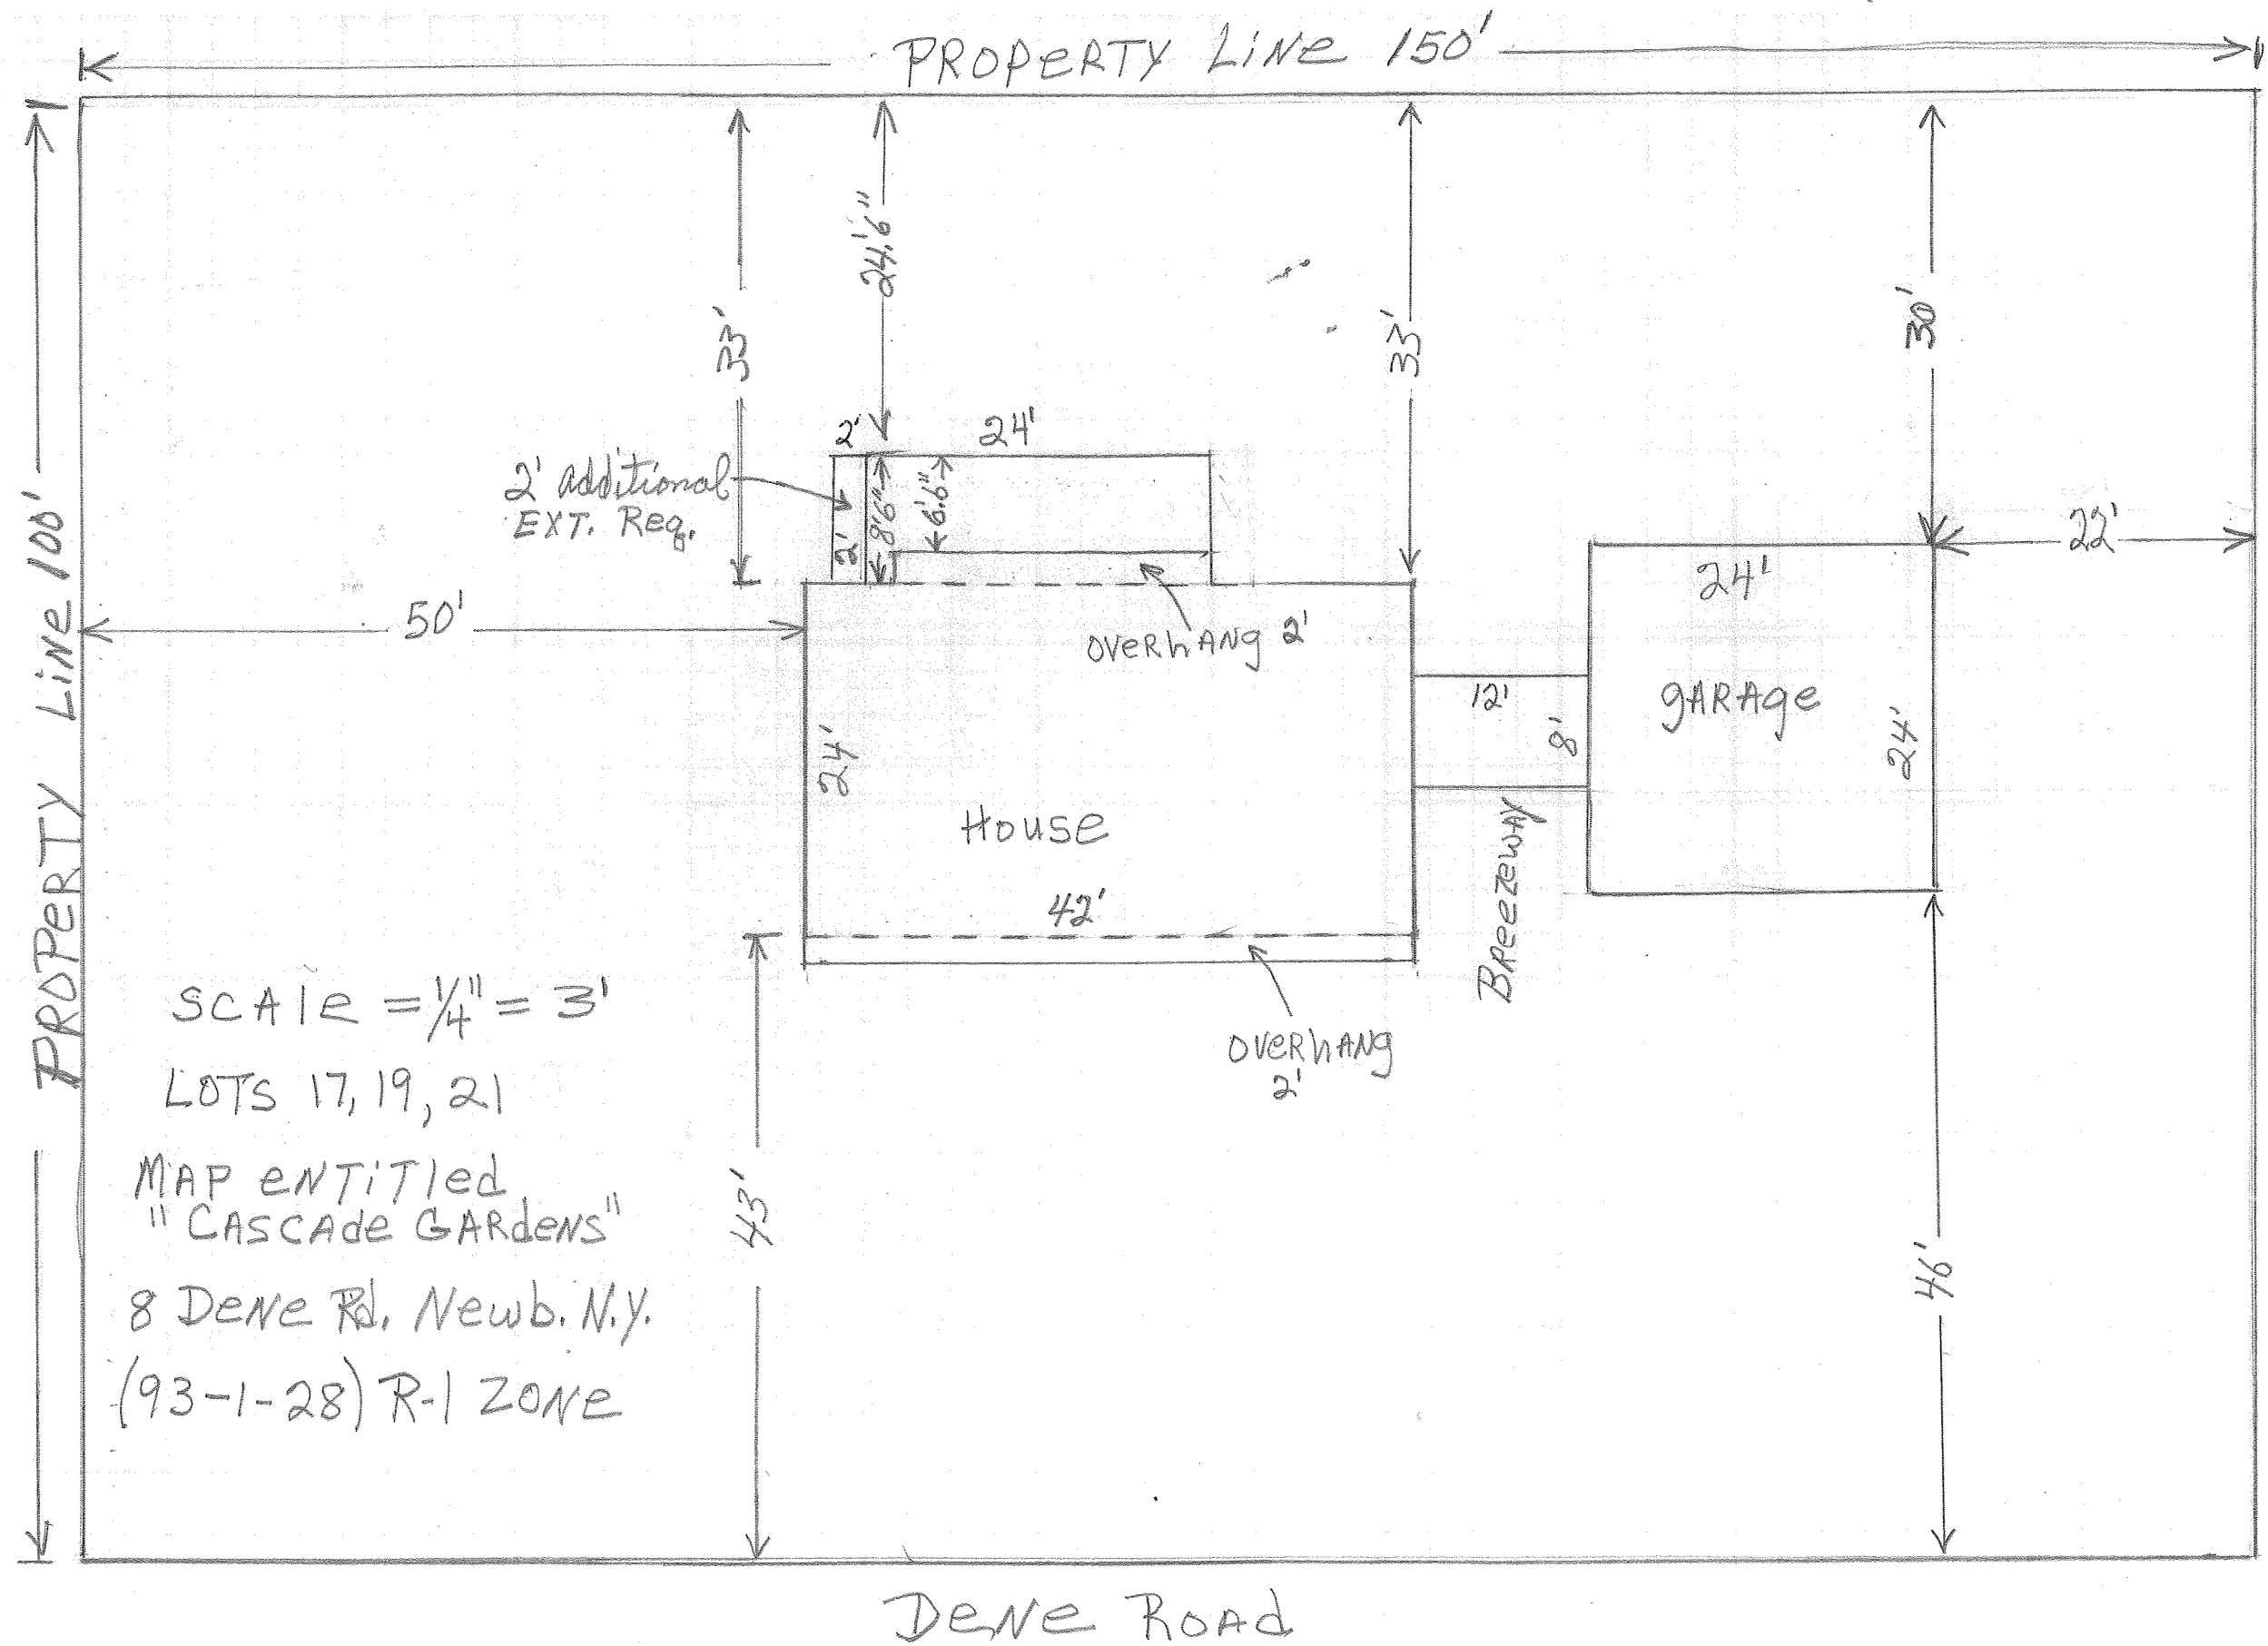 PROPERTY LINE 150'
PROPERTY LINE 100'
33'
24'.6"
33'
30'
2'
24'
2' additional
EXT. Req.
2'
8'6"
6'.6"
22'
50'
OVERHANG 2'
24'
12'
8'
GARAGE
24'
24'
HOUSE
42'
BREEZEWAY
OVERHANG
2'
SCALE = 1/4" = 3'
LOTS 17, 19, 21
MAP ENTITLED
"CASCADE GARDENS"
8 DENE Rd. Newb. N.Y.
(93-1-28) R-1 ZONE
43'
46'
DENE ROAD